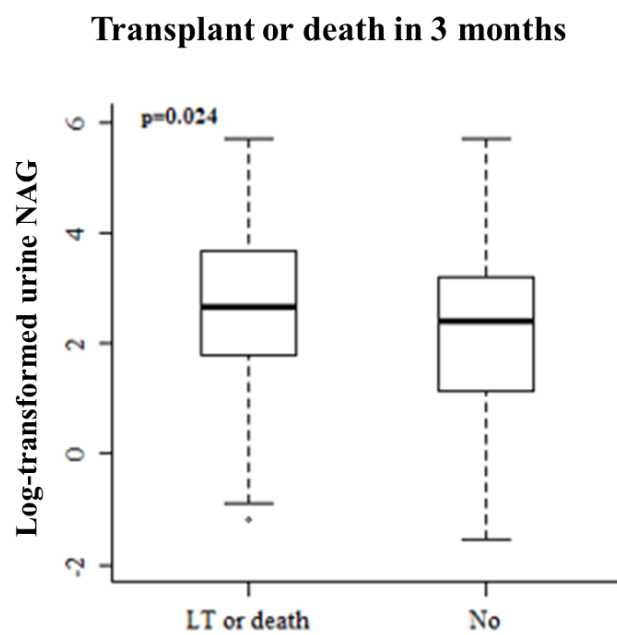 Transplant or death in 3 months
p=0.024
Log-transformed urine NAG
6
4
2
0
-2
LT or death
No